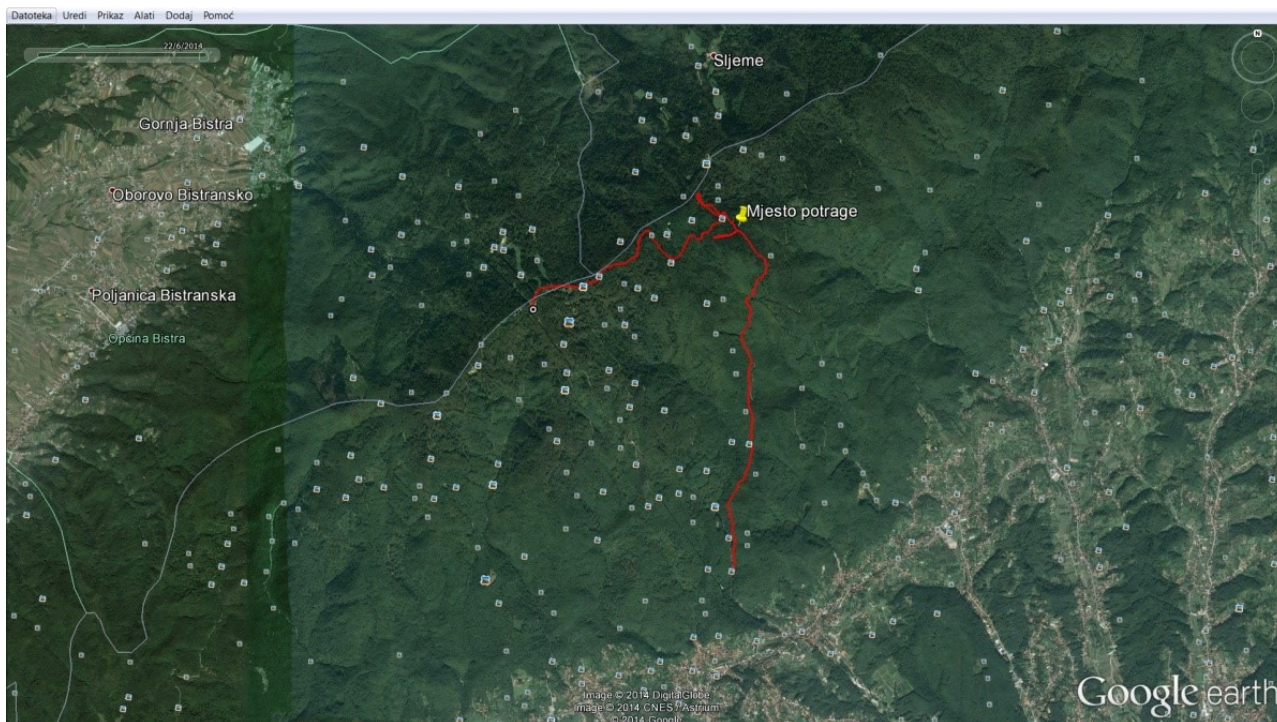 Datoteka Uredi Prikaz Alati Dodaj Pomoć
22/6/2014
N
Sljeme
Gornja Bistra
Oborovo Bistransko
Mjesto potrage
Poljanica Bistranska
Općina Bistra
Image © 2014 DigitalGlobe
Image © 2014 CNES / Astrium
© 2014 Google
Google earth